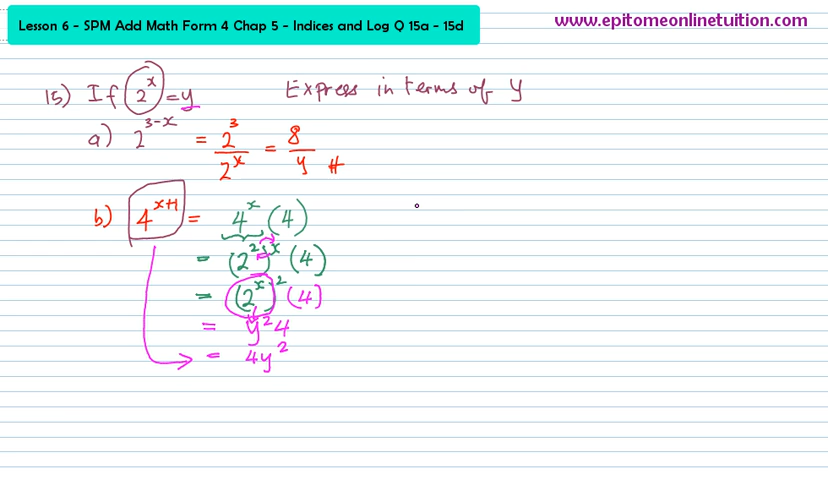 Lesson 6 - SPM Add Math Form 4 Chap 5 - Indices and Log Q 15a - 15d
www.epitomeonlinetuition.com
15) If 2^x = y Express in terms of y
a) 2^(3-x) = 2^3/2^x = 8/y #
b) 4^(x+1) = 4^x (4)
= (2^2)^x (4)
= (2^x)^2 (4)
= y^2 4
= 4y^2